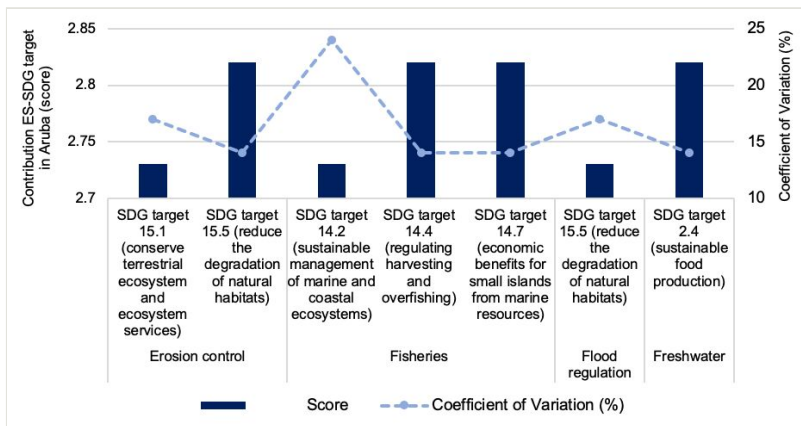 Contribution ES-SDG target
in Aruba (score)
2.85
2.8
2.75
2.7
25
20
15
10
Coefficient of Variation (%)
SDG target
15.1
(conserve
terrestrial
ecosystem
and
ecosystem
services)
SDG target
15.5 (reduce
the
degradation
of natural
habitats)
SDG target
14.2
(sustainable
management
of marine and
coastal
ecosystems)
SDG target
14.4
(regulating
harvesting
and
overfishing)
SDG target
14.7
(economic
benefits for
small islands
from marine
resources)
SDG target
15.5 (reduce
the
degradation
of natural
habitats)
SDG target
2.4
(sustainable
food
production)
Erosion control
Fisheries
Flood
regulation
Freshwater
Score
Coefficient of Variation (%)